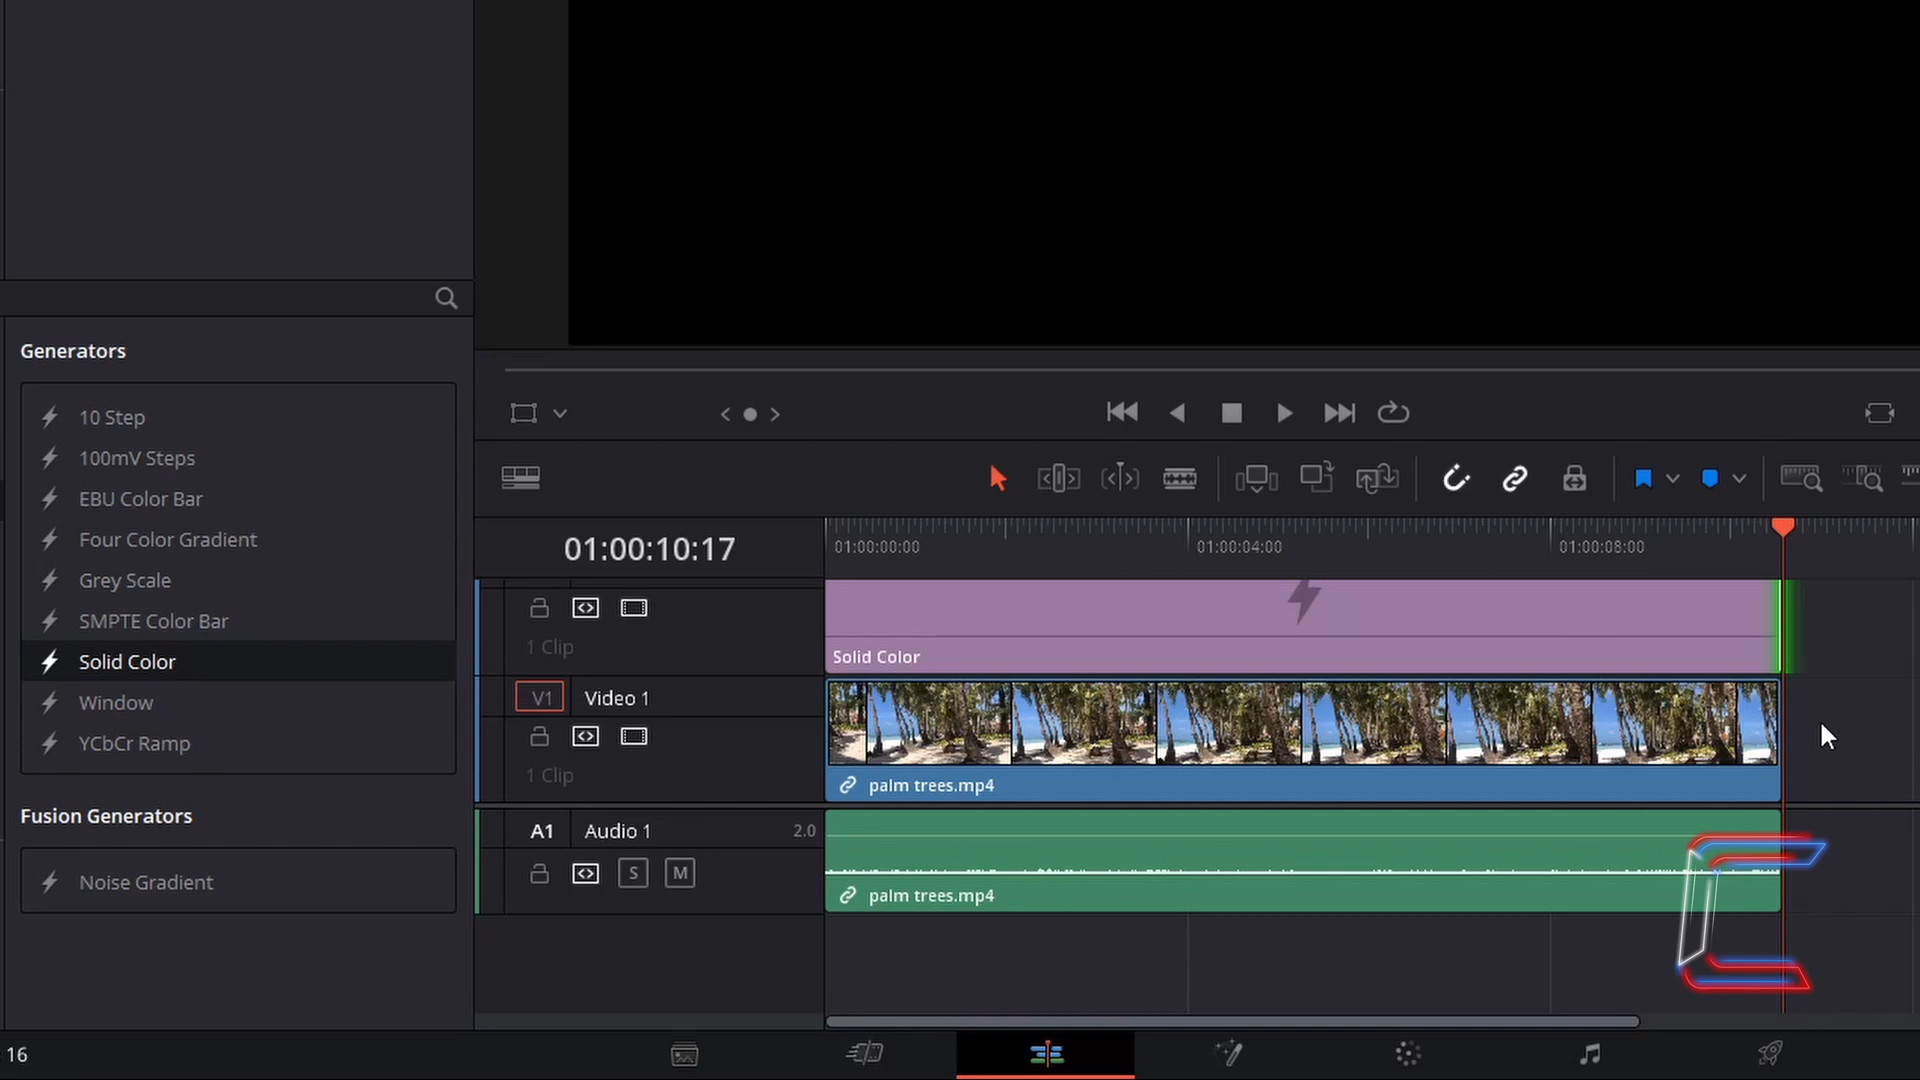 Generators
10 Step
100mV Steps
EBU Color Bar
Four Color Gradient
Grey Scale
SMPTE Color Bar
Solid Color
Window
YCbCr Ramp
Fusion Generators
Noise Gradient
16
01:00:10:17
01:00:00:00
01:00:04:00
01:00:08:00
1 Clip
Solid Color
V1 Video 1
1 Clip
palm trees.mp4
A1 Audio 1 2.0
S M
palm trees.mp4